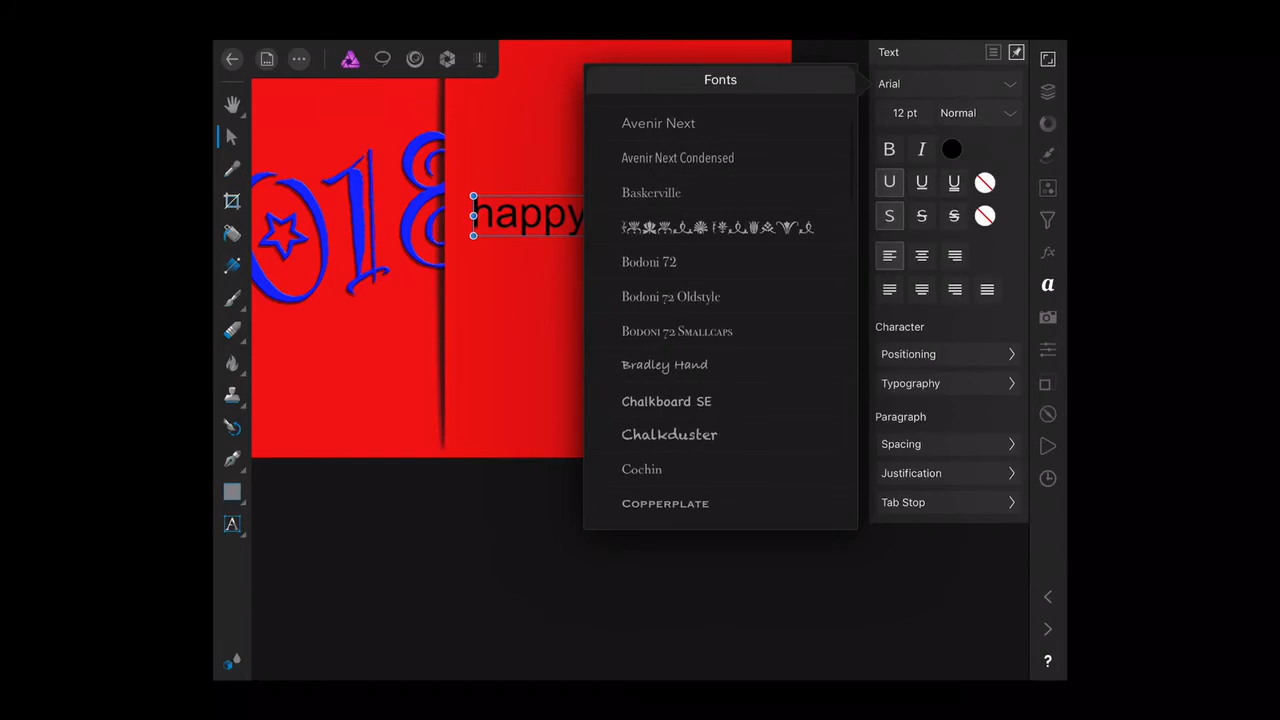 Text
Fonts
Arial
12 pt Normal
B I
U U U
S S S
Avenir Next
Avenir Next Condensed
Baskerville
Bodoni 72
Bodoni 72 Oldstyle
Bodoni 72 Smallcaps
Bradley Hand
Chalkboard SE
Chalkduster
Cochin
Copperplate
018
happy
Character
Positioning
Typography
Paragraph
Spacing
Justification
Tab Stop
fx
a
A
?